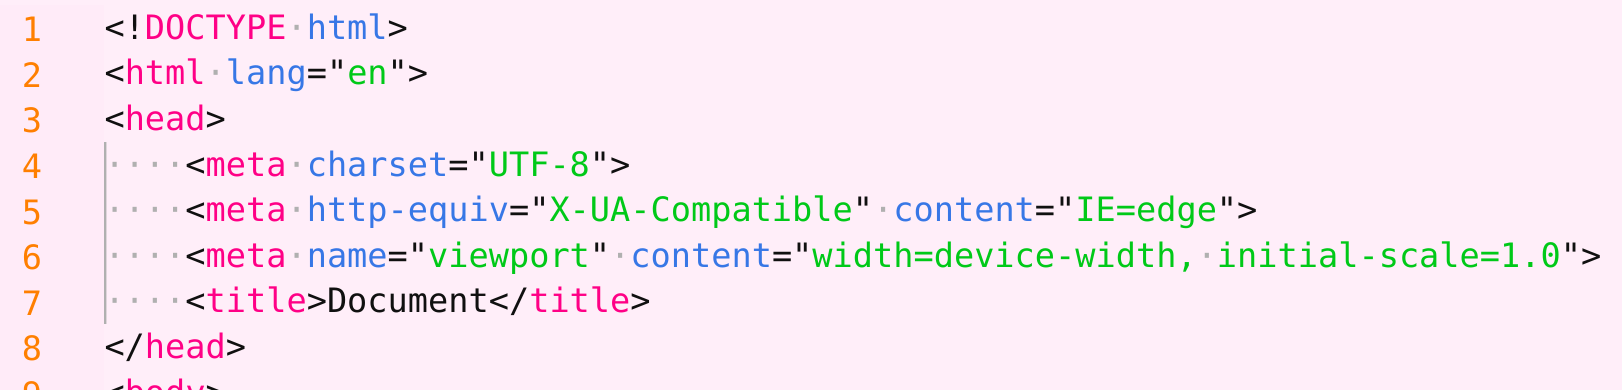 1 <!DOCTYPE html>
2 <html lang="en">
3 <head>
4     <meta charset="UTF-8">
5     <meta http-equiv="X-UA-Compatible" content="IE=edge">
6     <meta name="viewport" content="width=device-width, initial-scale=1.0">
7     <title>Document</title>
8 </head>
9 <body>